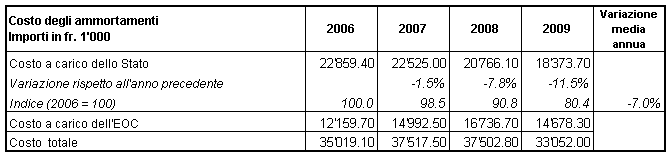 Costo degli ammortamenti
Importi in fr. 1'000 2006 2007 2008 2009 Variazione media annua
Costo a carico dello Stato 22'859.40 22'525.00 20'766.10 18'373.70
Variazione rispetto all'anno precedente -1.5% -7.8% -11.5%
Indice (2006 = 100) 100.0 98.5 90.8 80.4 -7.0%
Costo a carico dell'EOC 12'159.70 14'992.50 16'736.70 14'678.30
Costo totale 35'019.10 37'517.50 37'502.80 33'052.00